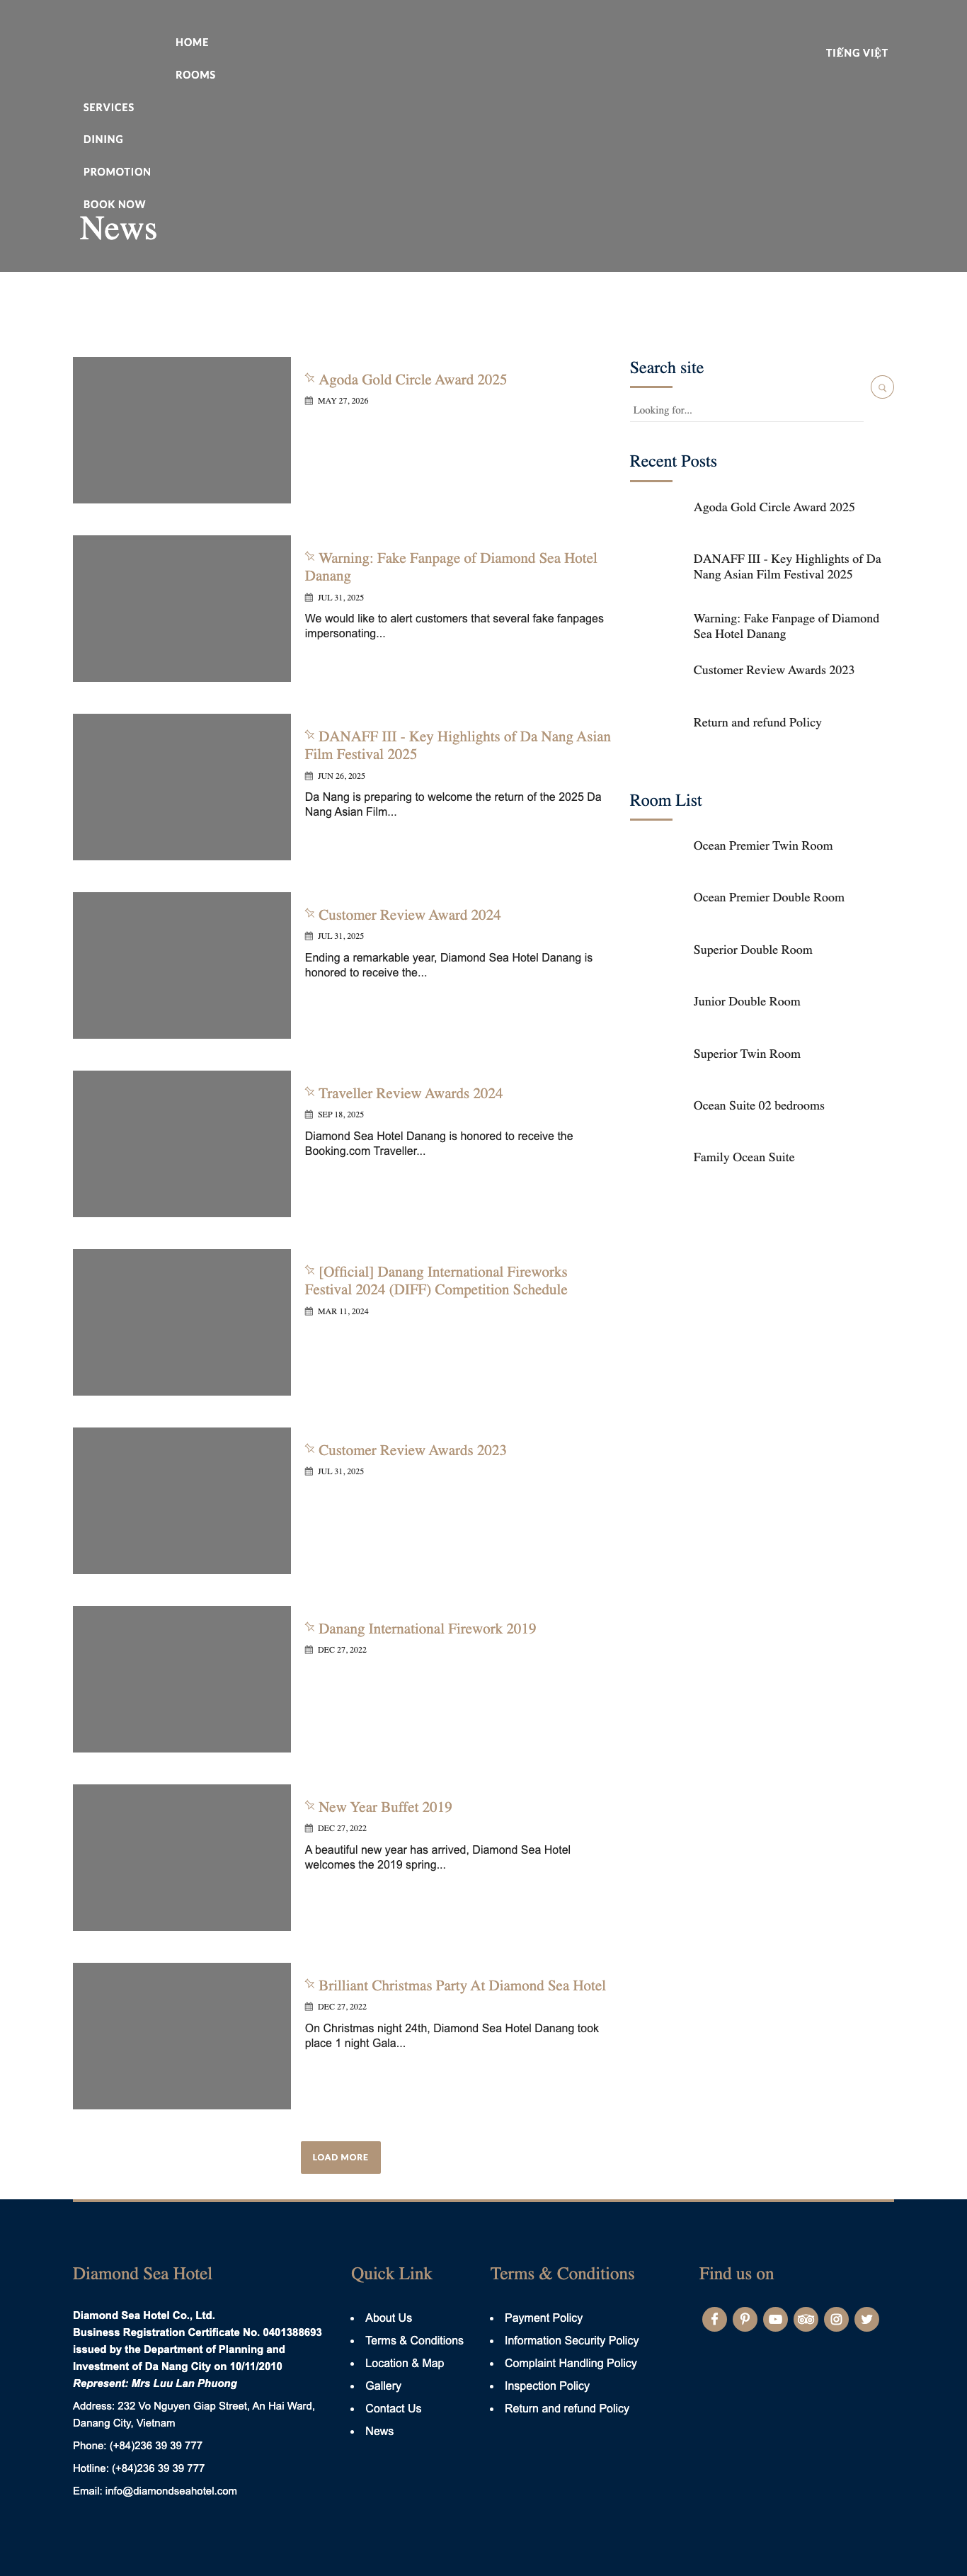 HOME
TIẾNG VIỆT
ROOMS
SERVICES
DINING
PROMOTION
BOOK NOW
News
Agoda Gold Circle Award 2025
MAY 27, 2026
Warning: Fake Fanpage of Diamond Sea Hotel
Danang
JUL 31, 2025
We would like to alert customers that several fake fanpages
impersonating...
DANAFF III - Key Highlights of Da Nang Asian
Film Festival 2025
JUN 26, 2025
Da Nang is preparing to welcome the return of the 2025 Da
Nang Asian Film...
Customer Review Award 2024
JUL 31, 2025
Ending a remarkable year, Diamond Sea Hotel Danang is
honored to receive the...
Traveller Review Awards 2024
SEP 18, 2025
Diamond Sea Hotel Danang is honored to receive the
Booking.com Traveller...
[Official] Danang International Fireworks
Festival 2024 (DIFF) Competition Schedule
MAR 11, 2024
Customer Review Awards 2023
JUL 31, 2025
Danang International Firework 2019
DEC 27, 2022
New Year Buffet 2019
DEC 27, 2022
A beautiful new year has arrived, Diamond Sea Hotel
welcomes the 2019 spring...
Brilliant Christmas Party At Diamond Sea Hotel
DEC 27, 2022
On Christmas night 24th, Diamond Sea Hotel Danang took
place 1 night Gala...
LOAD MORE
Search site
Looking for...
Recent Posts
Agoda Gold Circle Award 2025
DANAFF III - Key Highlights of Da
Nang Asian Film Festival 2025
Warning: Fake Fanpage of Diamond
Sea Hotel Danang
Customer Review Awards 2023
Return and refund Policy
Room List
Ocean Premier Twin Room
Ocean Premier Double Room
Superior Double Room
Junior Double Room
Superior Twin Room
Ocean Suite 02 bedrooms
Family Ocean Suite
Diamond Sea Hotel
Diamond Sea Hotel Co., Ltd.
Business Registration Certificate No. 0401388693
issued by the Department of Planning and
Investment of Da Nang City on 10/11/2010
Represent: Mrs Luu Lan Phuong
Address: 232 Vo Nguyen Giap Street, An Hai Ward,
Danang City, Vietnam
Phone: (+84)236 39 39 777
Hotline: (+84)236 39 39 777
Email: info@diamondseahotel.com
Quick Link
About Us
Terms & Conditions
Location & Map
Gallery
Contact Us
News
Terms & Conditions
Payment Policy
Information Security Policy
Complaint Handling Policy
Inspection Policy
Return and refund Policy
Find us on